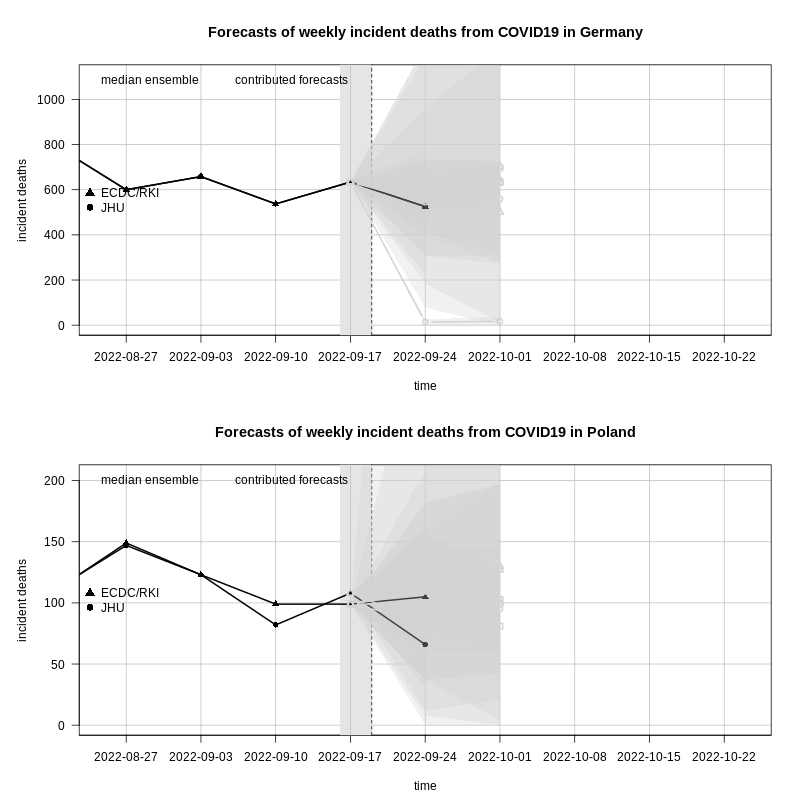 Forecasts of weekly incident deaths from COVID19 in Germany
median ensemble contributed forecasts
1000
800
600
400
200
0
ECDC/RKI
JHU
incident deaths
2022-08-27 2022-09-03 2022-09-10 2022-09-17 2022-09-24 2022-10-01 2022-10-08 2022-10-15 2022-10-22
time
Forecasts of weekly incident deaths from COVID19 in Poland
median ensemble contributed forecasts
200
150
100
50
0
ECDC/RKI
JHU
incident deaths
2022-08-27 2022-09-03 2022-09-10 2022-09-17 2022-09-24 2022-10-01 2022-10-08 2022-10-15 2022-10-22
time